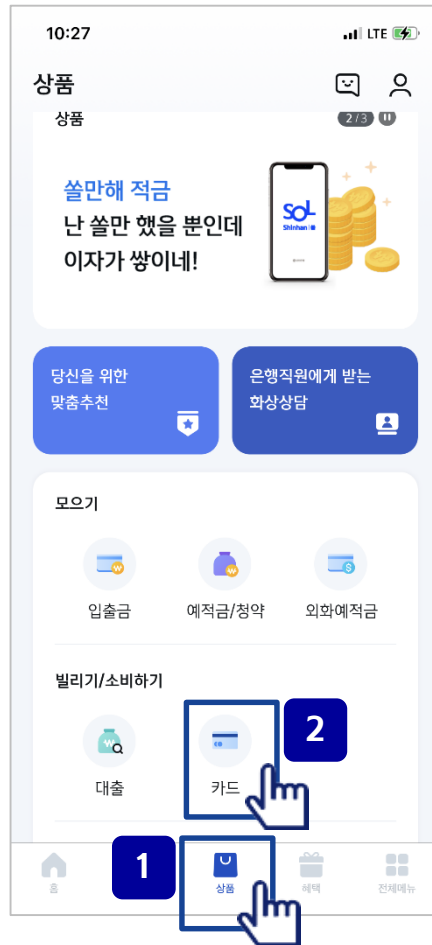 10:27
LTE
상품
상품
2/3
쏠만해 적금
난 쏠만 했을 뿐인데
이자가 쌓이네!
SOL
Shinhan
당신을 위한
맞춤추천
은행직원에게 받는
화상상담
모으기
입출금
예적금/청약
외화예적금
빌리기/소비하기
대출
카드
2
1
홈
상품
혜택
전체메뉴